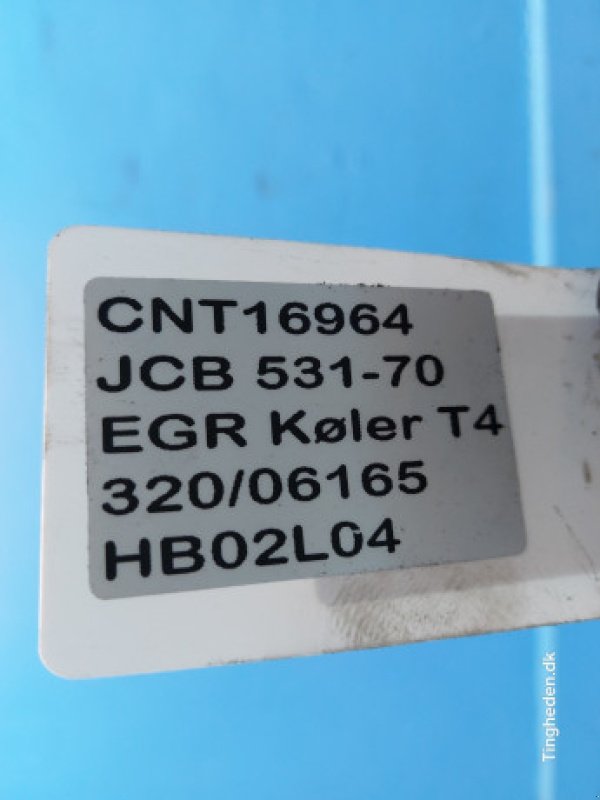 CNT16964
JCB 531-70
EGR Køler T4
320/06165
HB02L04
Tingheden.dk